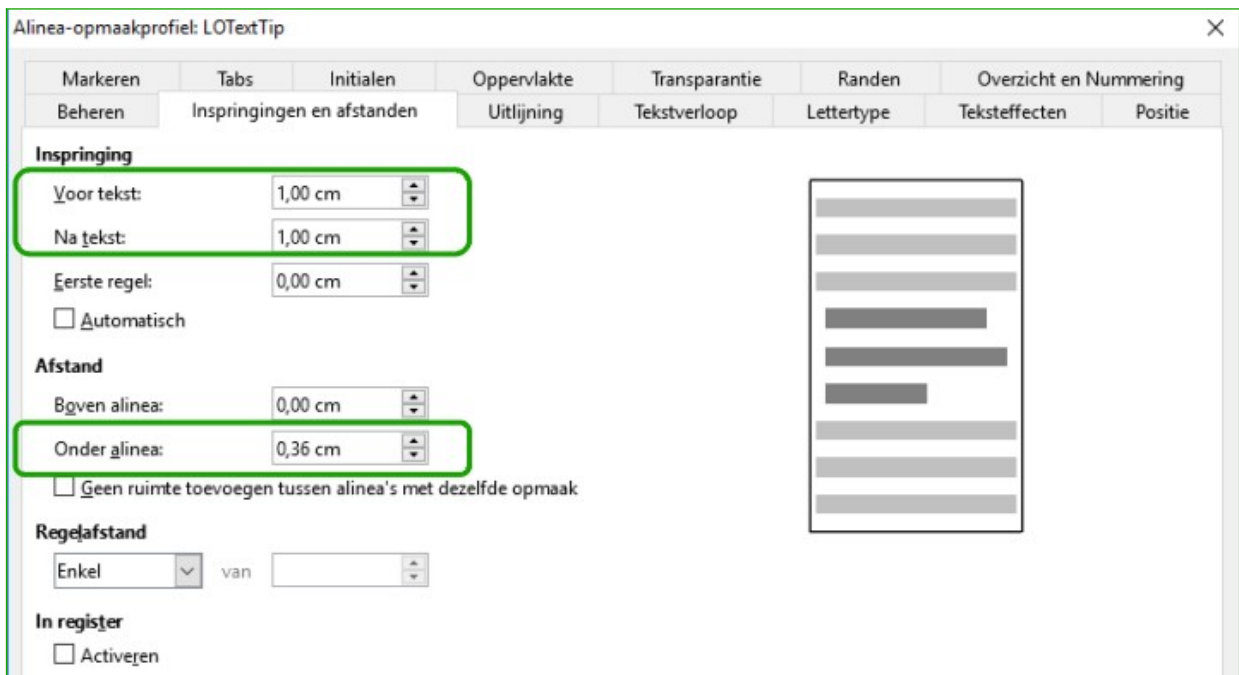 Alinea-opmaakprofiel: LOTextTip
Markeren Tabs Initialen Oppervlakte Transparantie Randen Overzicht en Nummering
Beheren Inspringingen en afstanden Uitlijning Tekstverloop Lettertype Teksteffecten Positie
Inspringing
Voor tekst: 1,00 cm
Na tekst: 1,00 cm
Eerste regel: 0,00 cm
Automatisch
Afstand
Boven alinea: 0,00 cm
Onder alinea: 0,36 cm
Geen ruimte toevoegen tussen alinea's met dezelfde opmaak
Regelafstand
Enkel van
In register
Activeren